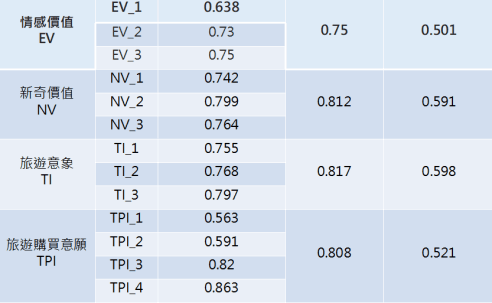 情感價值 EV EV_1 0.638 0.75 0.501
EV_2 0.73
EV_3 0.75
新奇價值 NV NV_1 0.742 0.812 0.591
NV_2 0.799
NV_3 0.764
旅遊意象 TI TI_1 0.755 0.817 0.598
TI_2 0.768
TI_3 0.797
旅遊購買意願 TPI TPI_1 0.563 0.808 0.521
TPI_2 0.591
TPI_3 0.82
TPI_4 0.863